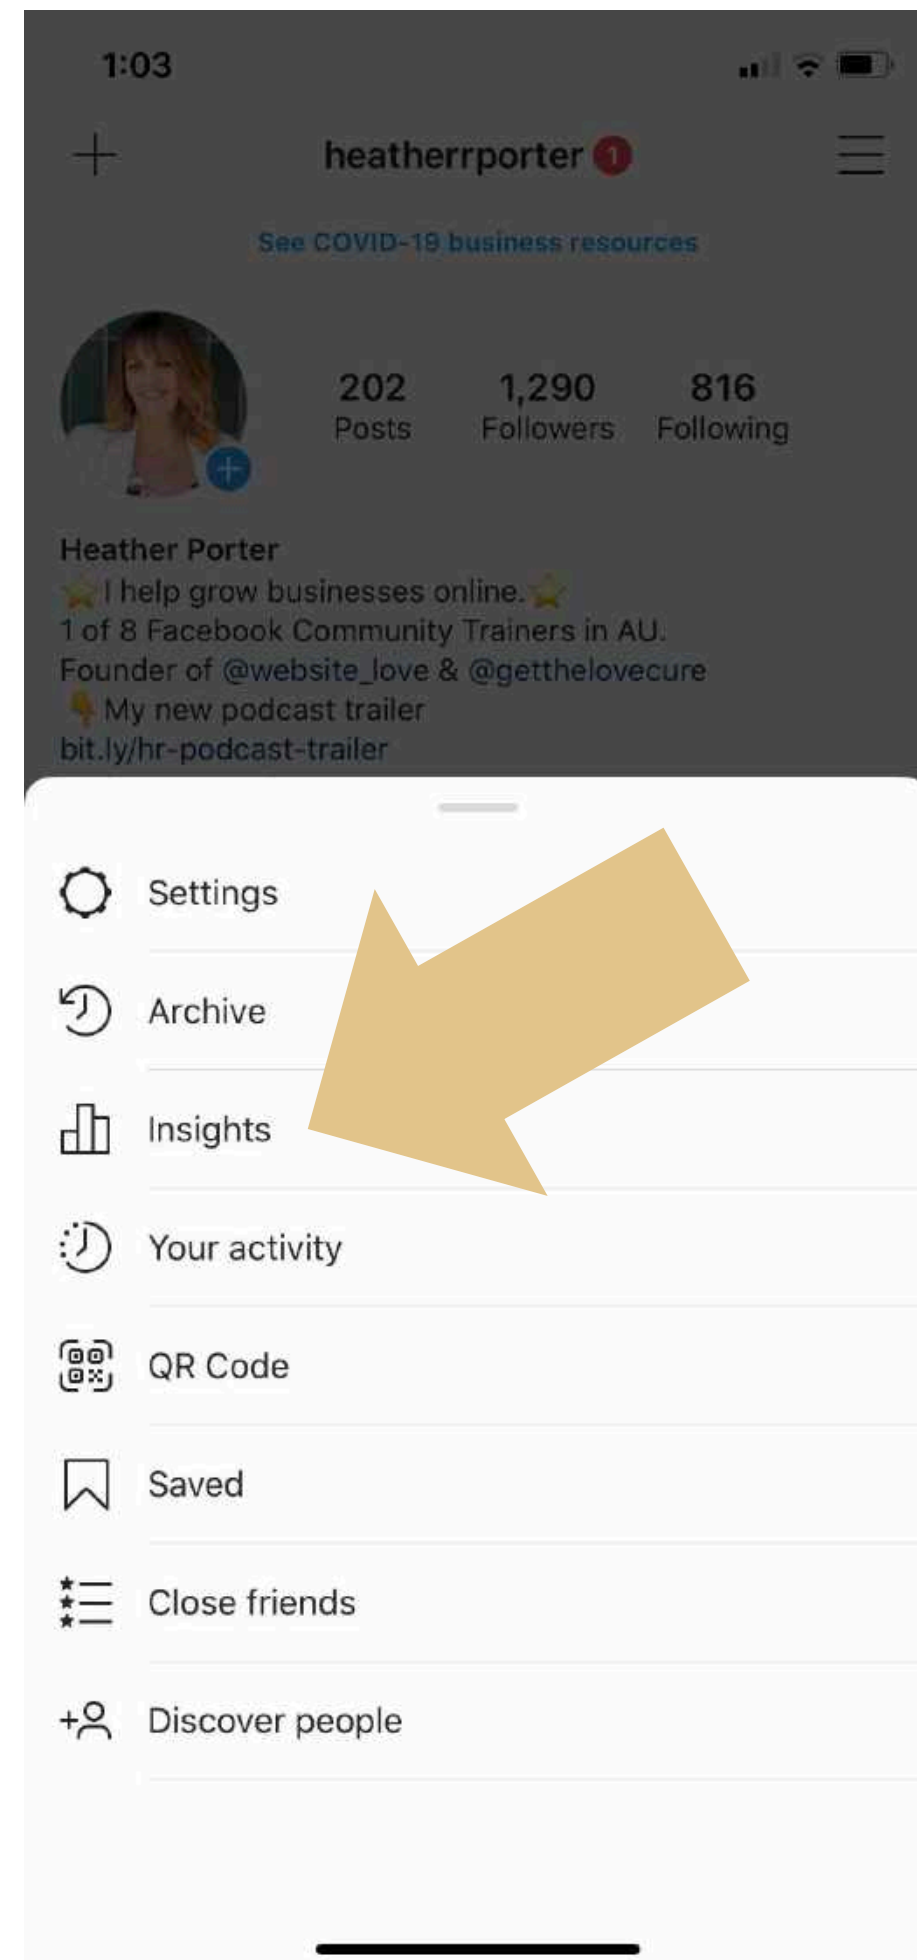 1:03
heatherrporter 1
See COVID-19 business resources
202 1,290 816
Posts Followers Following
Heather Porter
⭐I help grow businesses online.⭐
1 of 8 Facebook Community Trainers in AU.
Founder of @website_love & @getthelovecure
👇My new podcast trailer
bit.ly/hr-podcast-trailer
Settings
Archive
Insights
Your activity
QR Code
Saved
Close friends
Discover people